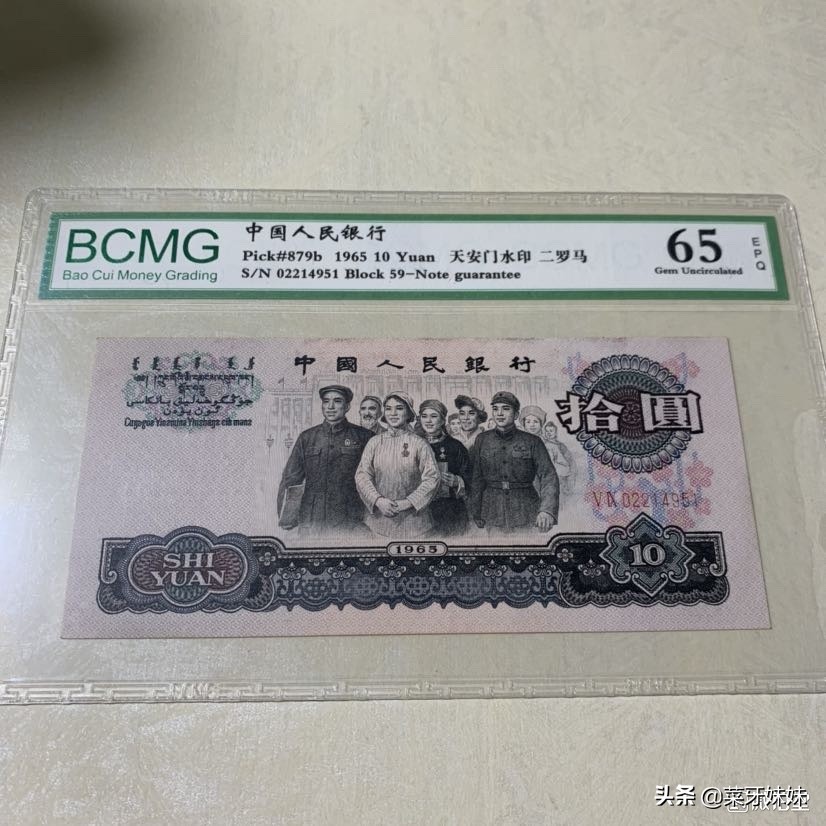 BCMG
Bao Cui Money Grading
中国人民银行
Pick#879b 1965 10 Yuan 天安门水印 二罗马
S/N 02214951 Block 59-Note guarantee
65
Gem Uncirculated
EPQ
中國人民銀行
拾圓
02214951
1965
SHI
YUAN
10
头条 @菜牙妹妹